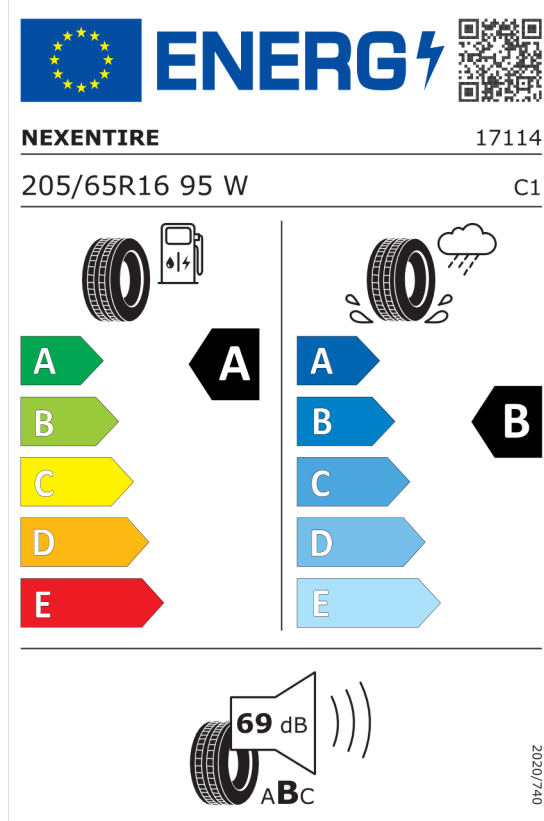 ENERG
NEXENTIRE 17114
205/65R16 95 W C1
A A
B
C
D
E
A
B B
C
D
E
69 dB
ABC
2020/740